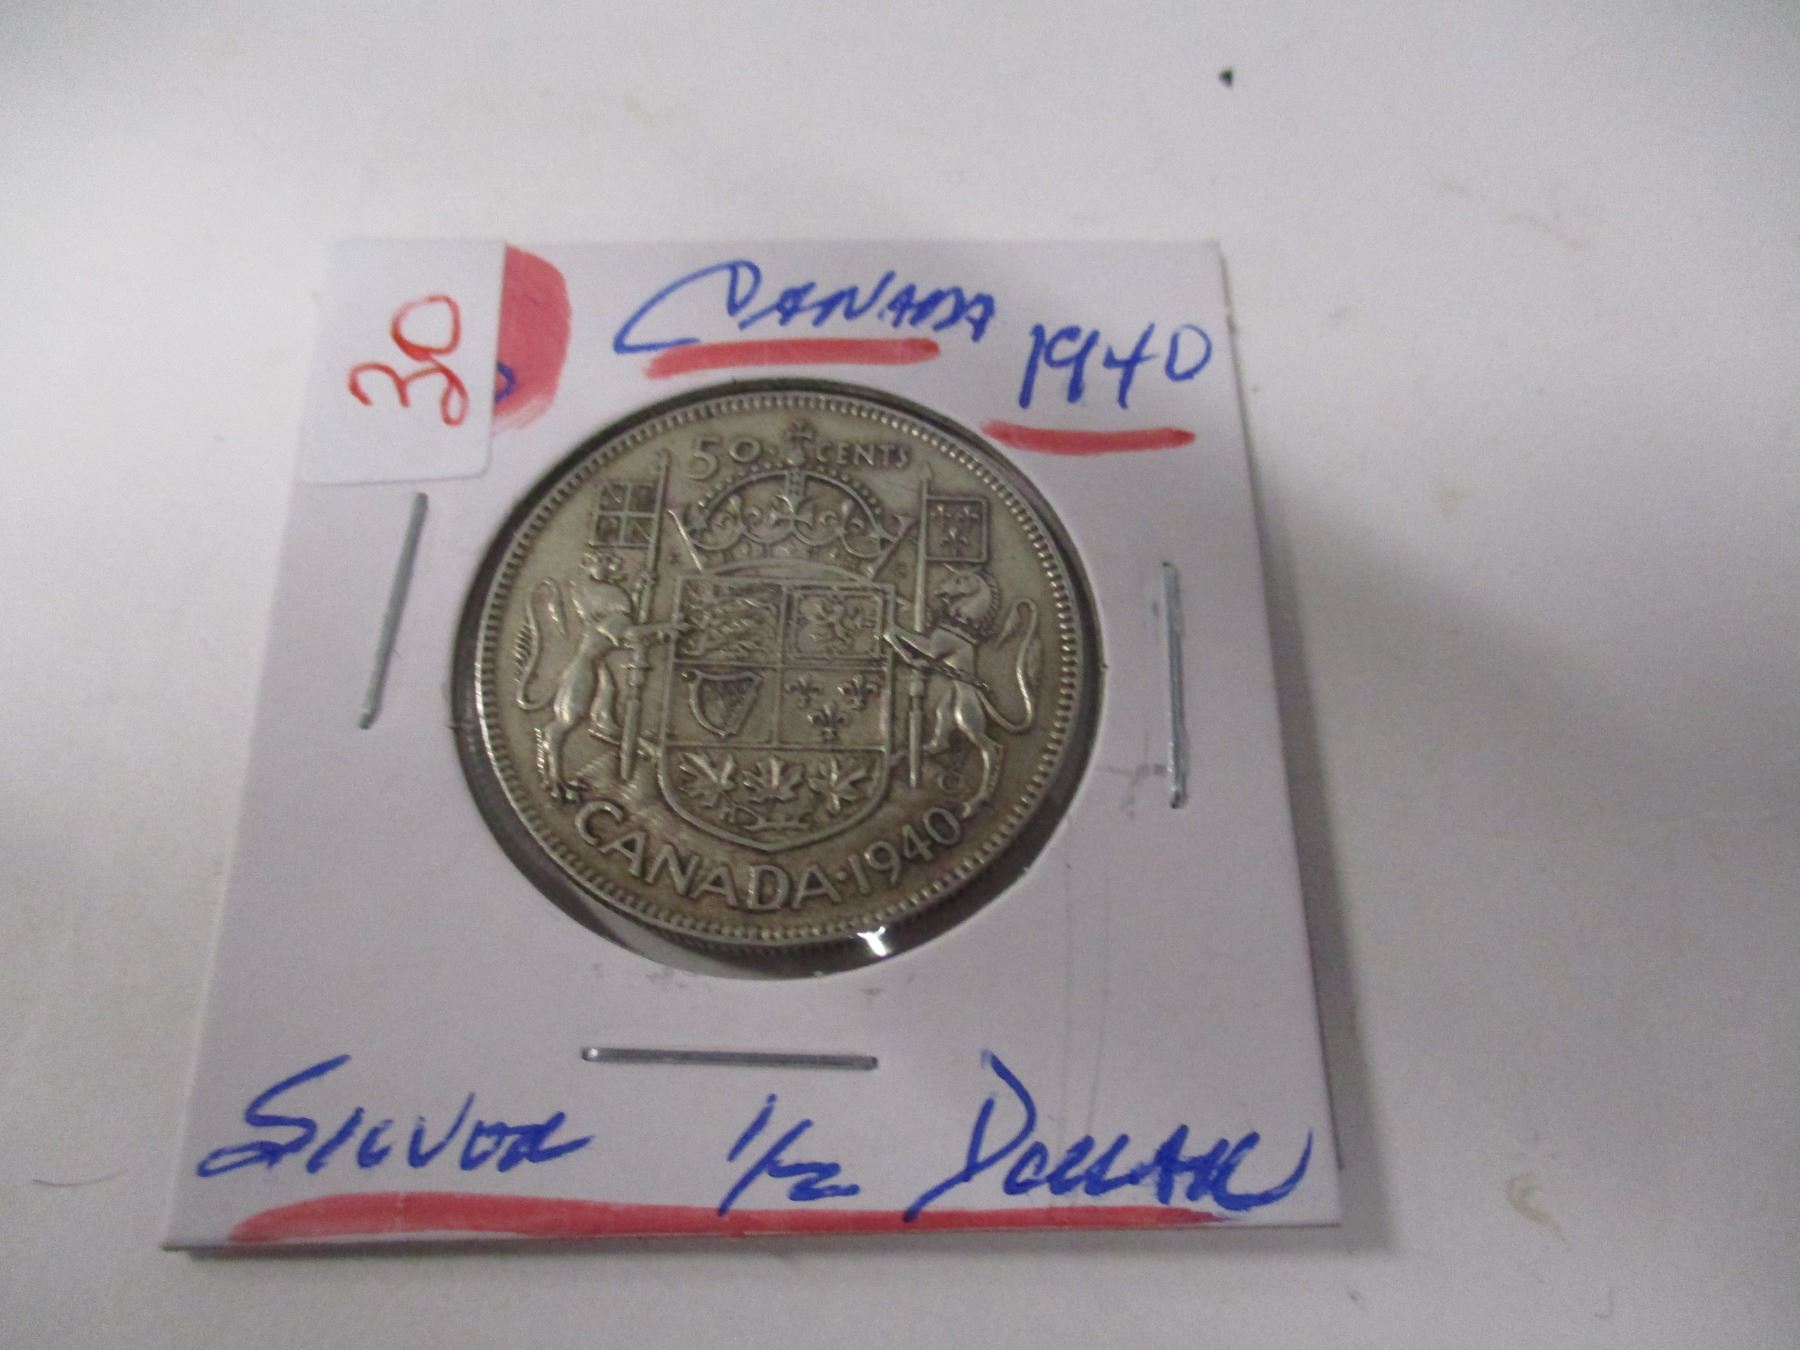 30
CANADA
1940
50 CENTS
CANADA·1940
SILVER 1/2 DOLLAR